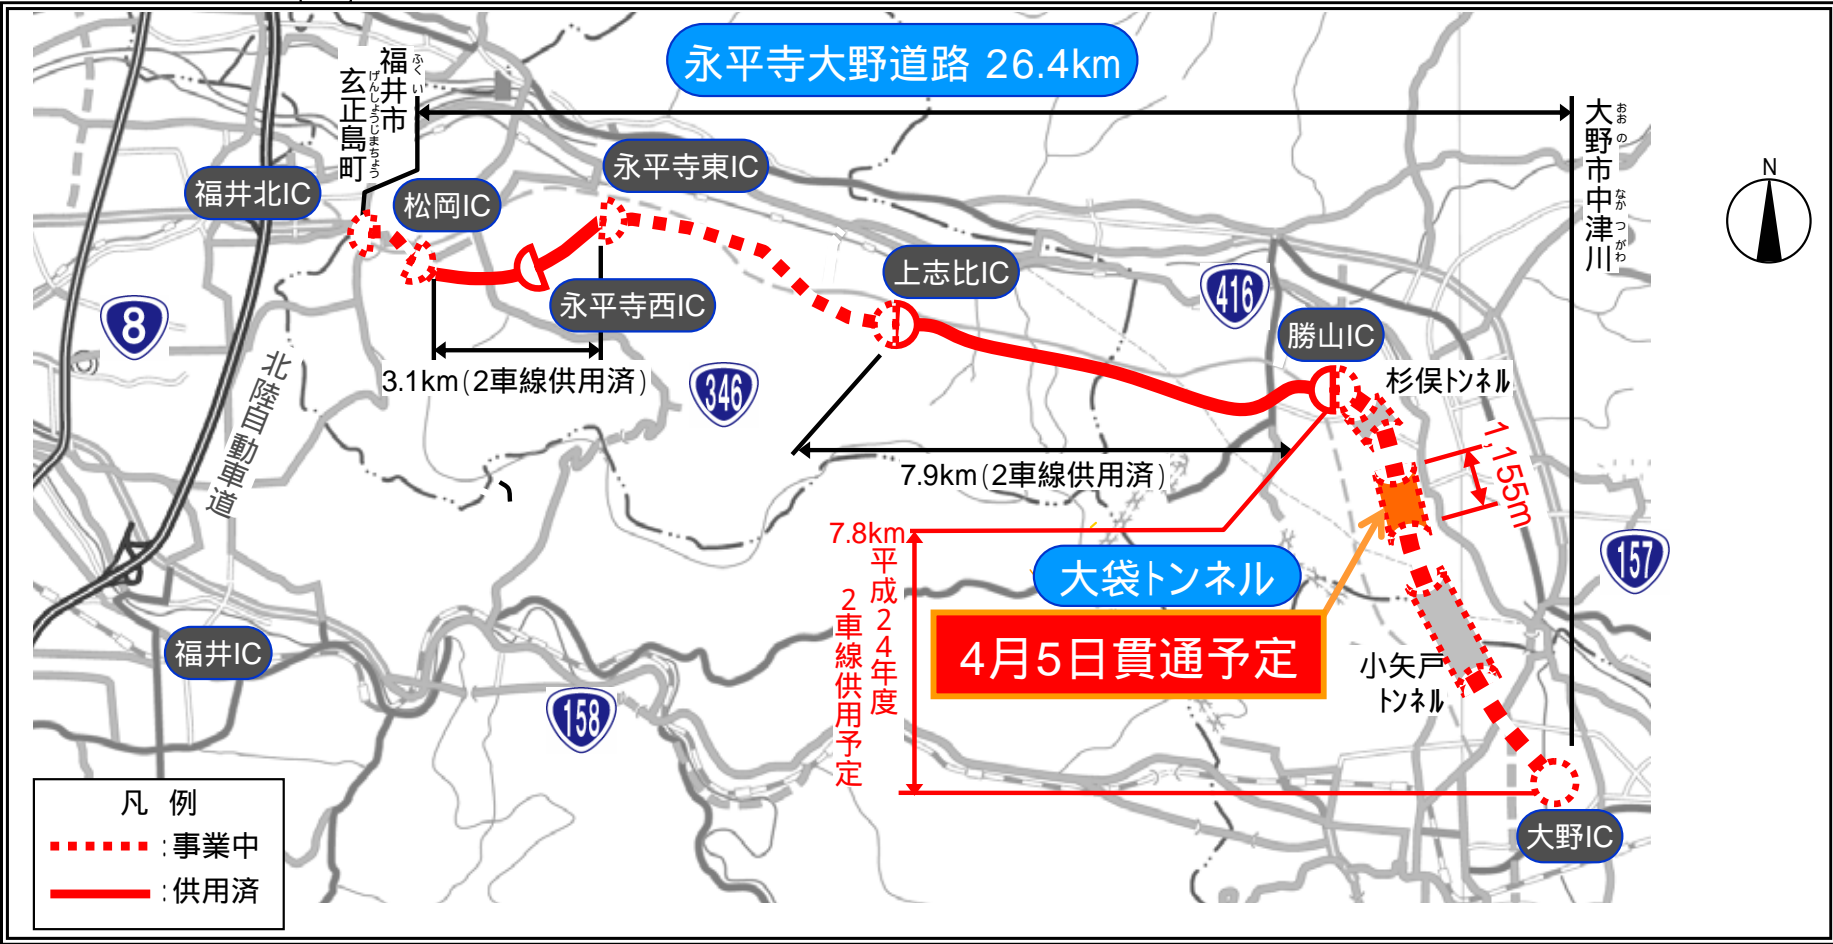 永平寺大野道路 26.4km
福井市
ふくい
玄正島町
げんしょうじまちょう
大野市中津川
おおの
なかつがわ
N
福井北IC
松岡IC
永平寺東IC
永平寺西IC
上志比IC
勝山IC
8
416
346
157
158
北陸自動車道
3.1km(2車線供用済)
7.9km(2車線供用済)
杉俣トンネル
1,155m
7.8km
平成24年度
2車線供用予定
大袋トンネル
4月5日貫通予定
小矢戸
トンネル
福井IC
大野IC
凡 例
:事業中
:供用済